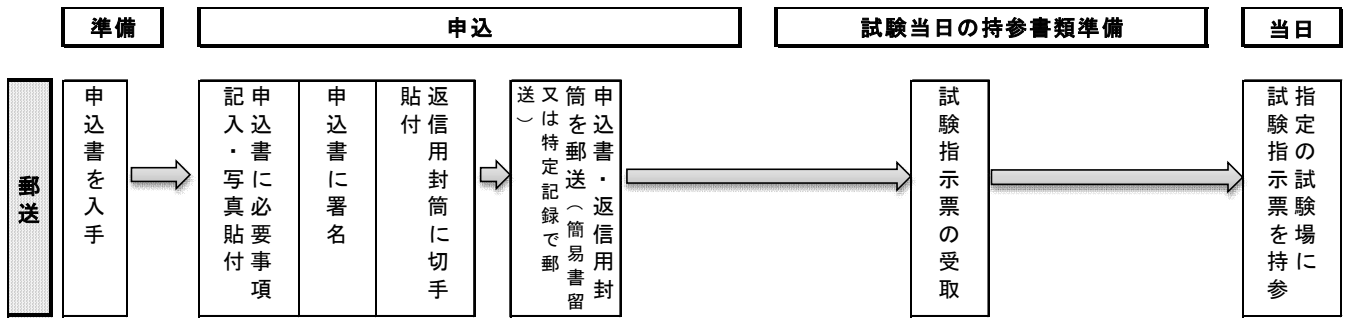 準備
申込
試験当日の持参書類準備
当日
郵送
申込書を入手
申込書に必要事項
記入・写真貼付
申込書に署名
返信用封筒に切手
貼付
申込書・返信用封
筒を郵送（簡易書留
又は特定記録で郵
送）
試験指示票の受取
指定の試験場に
試験指示票を持参